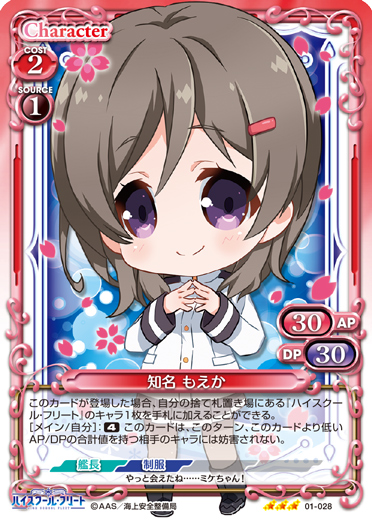 Character
COST
2
SOURCE
1
30 AP
DP 30
知名 もえか
このカードが登場した場合、自分の捨て札置き場にある『ハイスクー
ル・フリート』のキャラ1枚を手札に加えることができる。
[メイン/自分]:4 このカードは、このターン、このカードより低い
AP/DPの合計値を持つ相手のキャラには妨害されない。
艦長 制服
やっと会えたね……ミケちゃん!
ハイスクール・フリート
©AAS/海上安全整備局
01-028